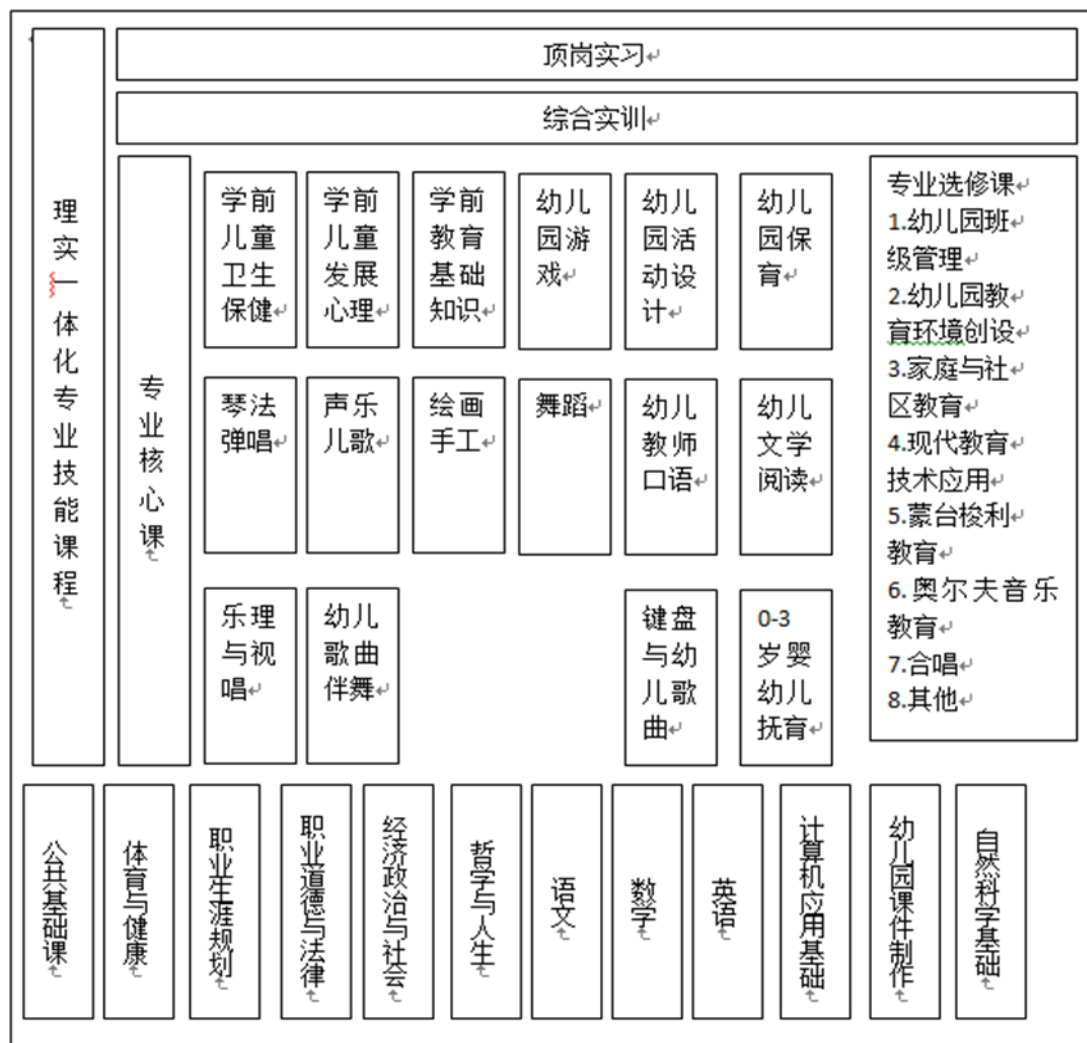 顶岗实习
综合实训
理实一体化专业技能课程
专业核心课
学前
儿童
卫生
保健
学前
儿童
发展
心理
学前
教育
基础
知识
幼儿
园游
戏
幼儿
园活
动设
计
幼儿
园保
育
琴法
弹唱
声乐
儿歌
绘画
手工
舞蹈
幼儿
教师
口语
幼儿
文学
阅读
乐理
与视
唱
幼儿
歌曲
伴舞
键盘
与幼
儿歌
曲
0-3
岁婴
幼儿
抚育
专业选修课
1.幼儿园班
级管理
2.幼儿园教
育环境创设
3.家庭与社
区教育
4.现代教育
技术应用
5.蒙台梭利
教育
6.奥尔夫音乐
教育
7.合唱
8.其他
公共基础课
体育与健康
职业生涯规划
职业道德与法律
经济政治与社会
哲学与人生
语文
数学
英语
计算机应用基础
幼儿园课件制作
自然科学基础